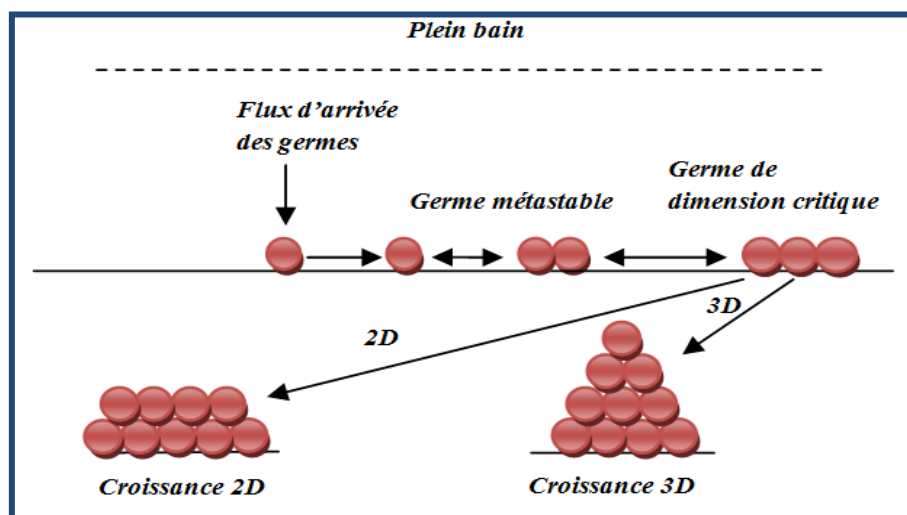 Plein bain
Flux d'arrivée
des germes
Germe métastable
Germe de
dimension critique
2D
3D
Croissance 2D
Croissance 3D